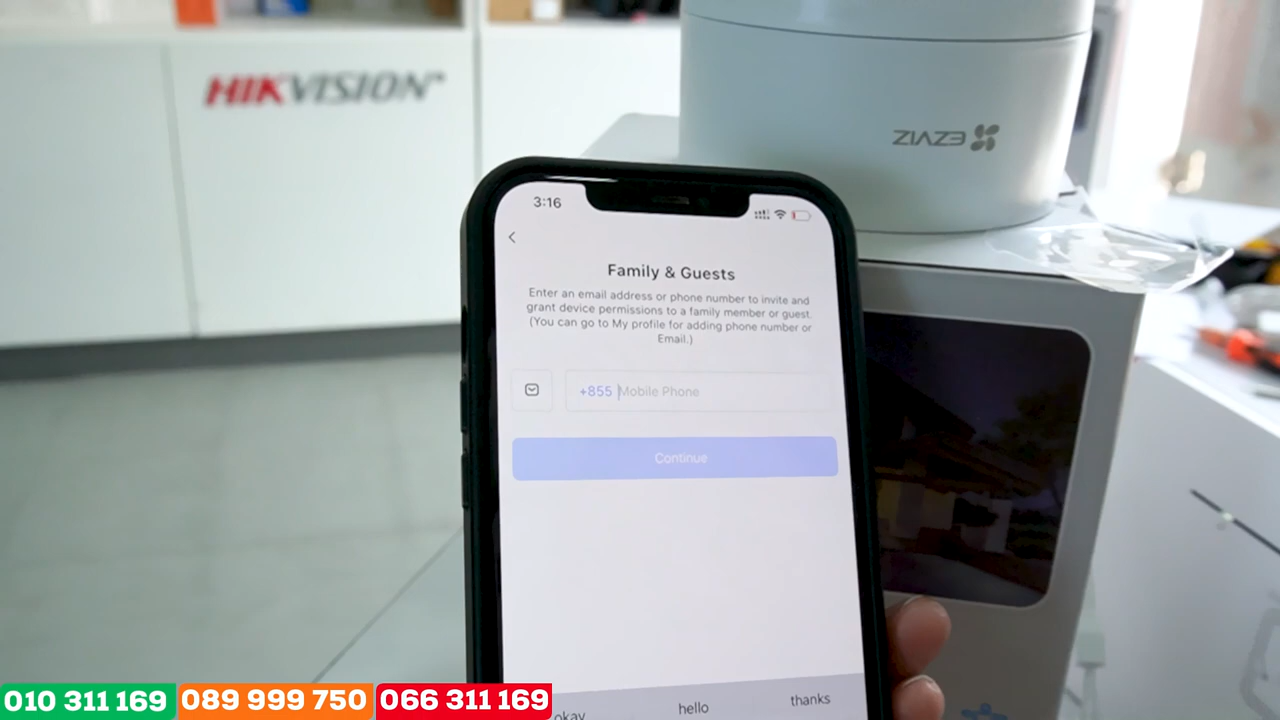 HIKVISION
EZVIZ
3:16
Family & Guests
Enter an email address or phone number to invite and
grant device permissions to a family member or guest.
(You can go to My profile for adding phone number or
Email.)
+855 Mobile Phone
Continue
okay hello thanks
010 311 169 089 999 750 066 311 169